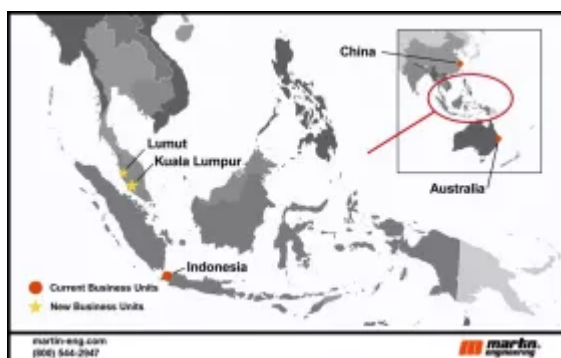 China
Lumut
Kuala Lumpur
Australia
Indonesia
Current Business Units
New Business Units
martin-eng.com
(800) 544-2947
martin
engineering